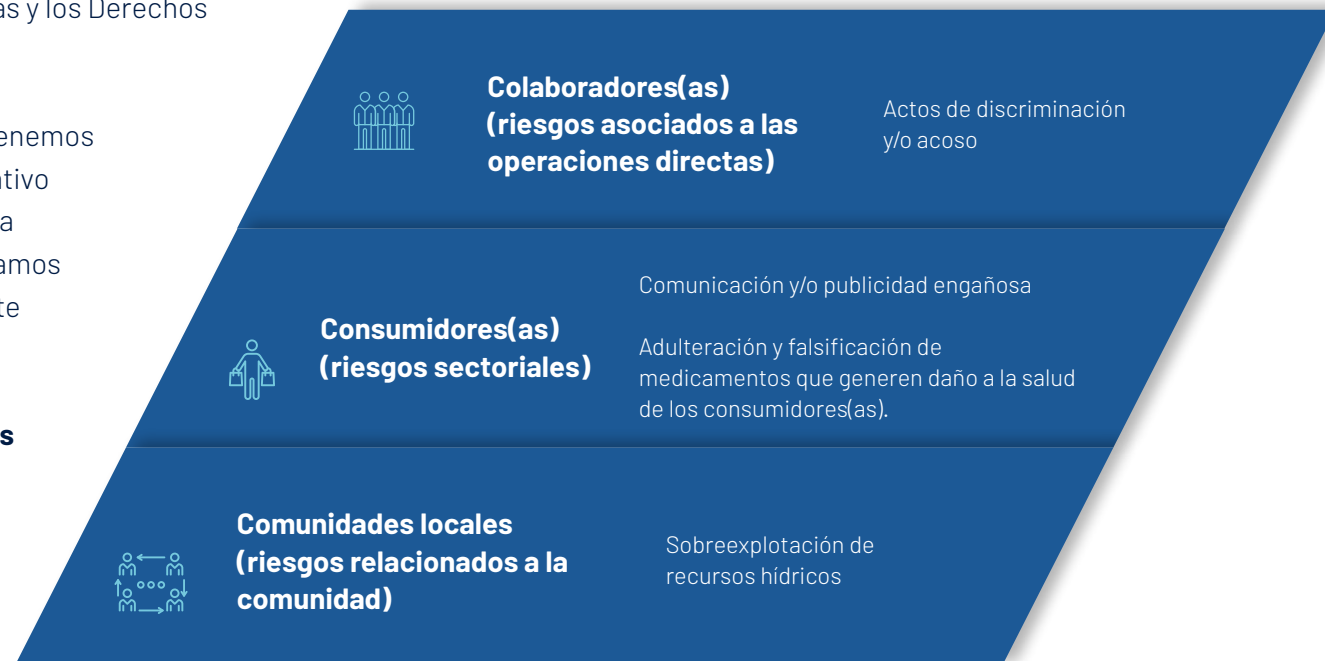 as y los Derechos
enemos
ativo
a
amos
te
s
Colaboradores(as)
(riesgos asociados a las
operaciones directas)
Actos de discriminación
y/o acoso
Consumidores(as)
(riesgos sectoriales)
Comunicación y/o publicidad engañosa
Adulteración y falsificación de
medicamentos que generen daño a la salud
de los consumidores(as).
Comunidades locales
(riesgos relacionados a la
comunidad)
Sobreexplotación de
recursos hídricos